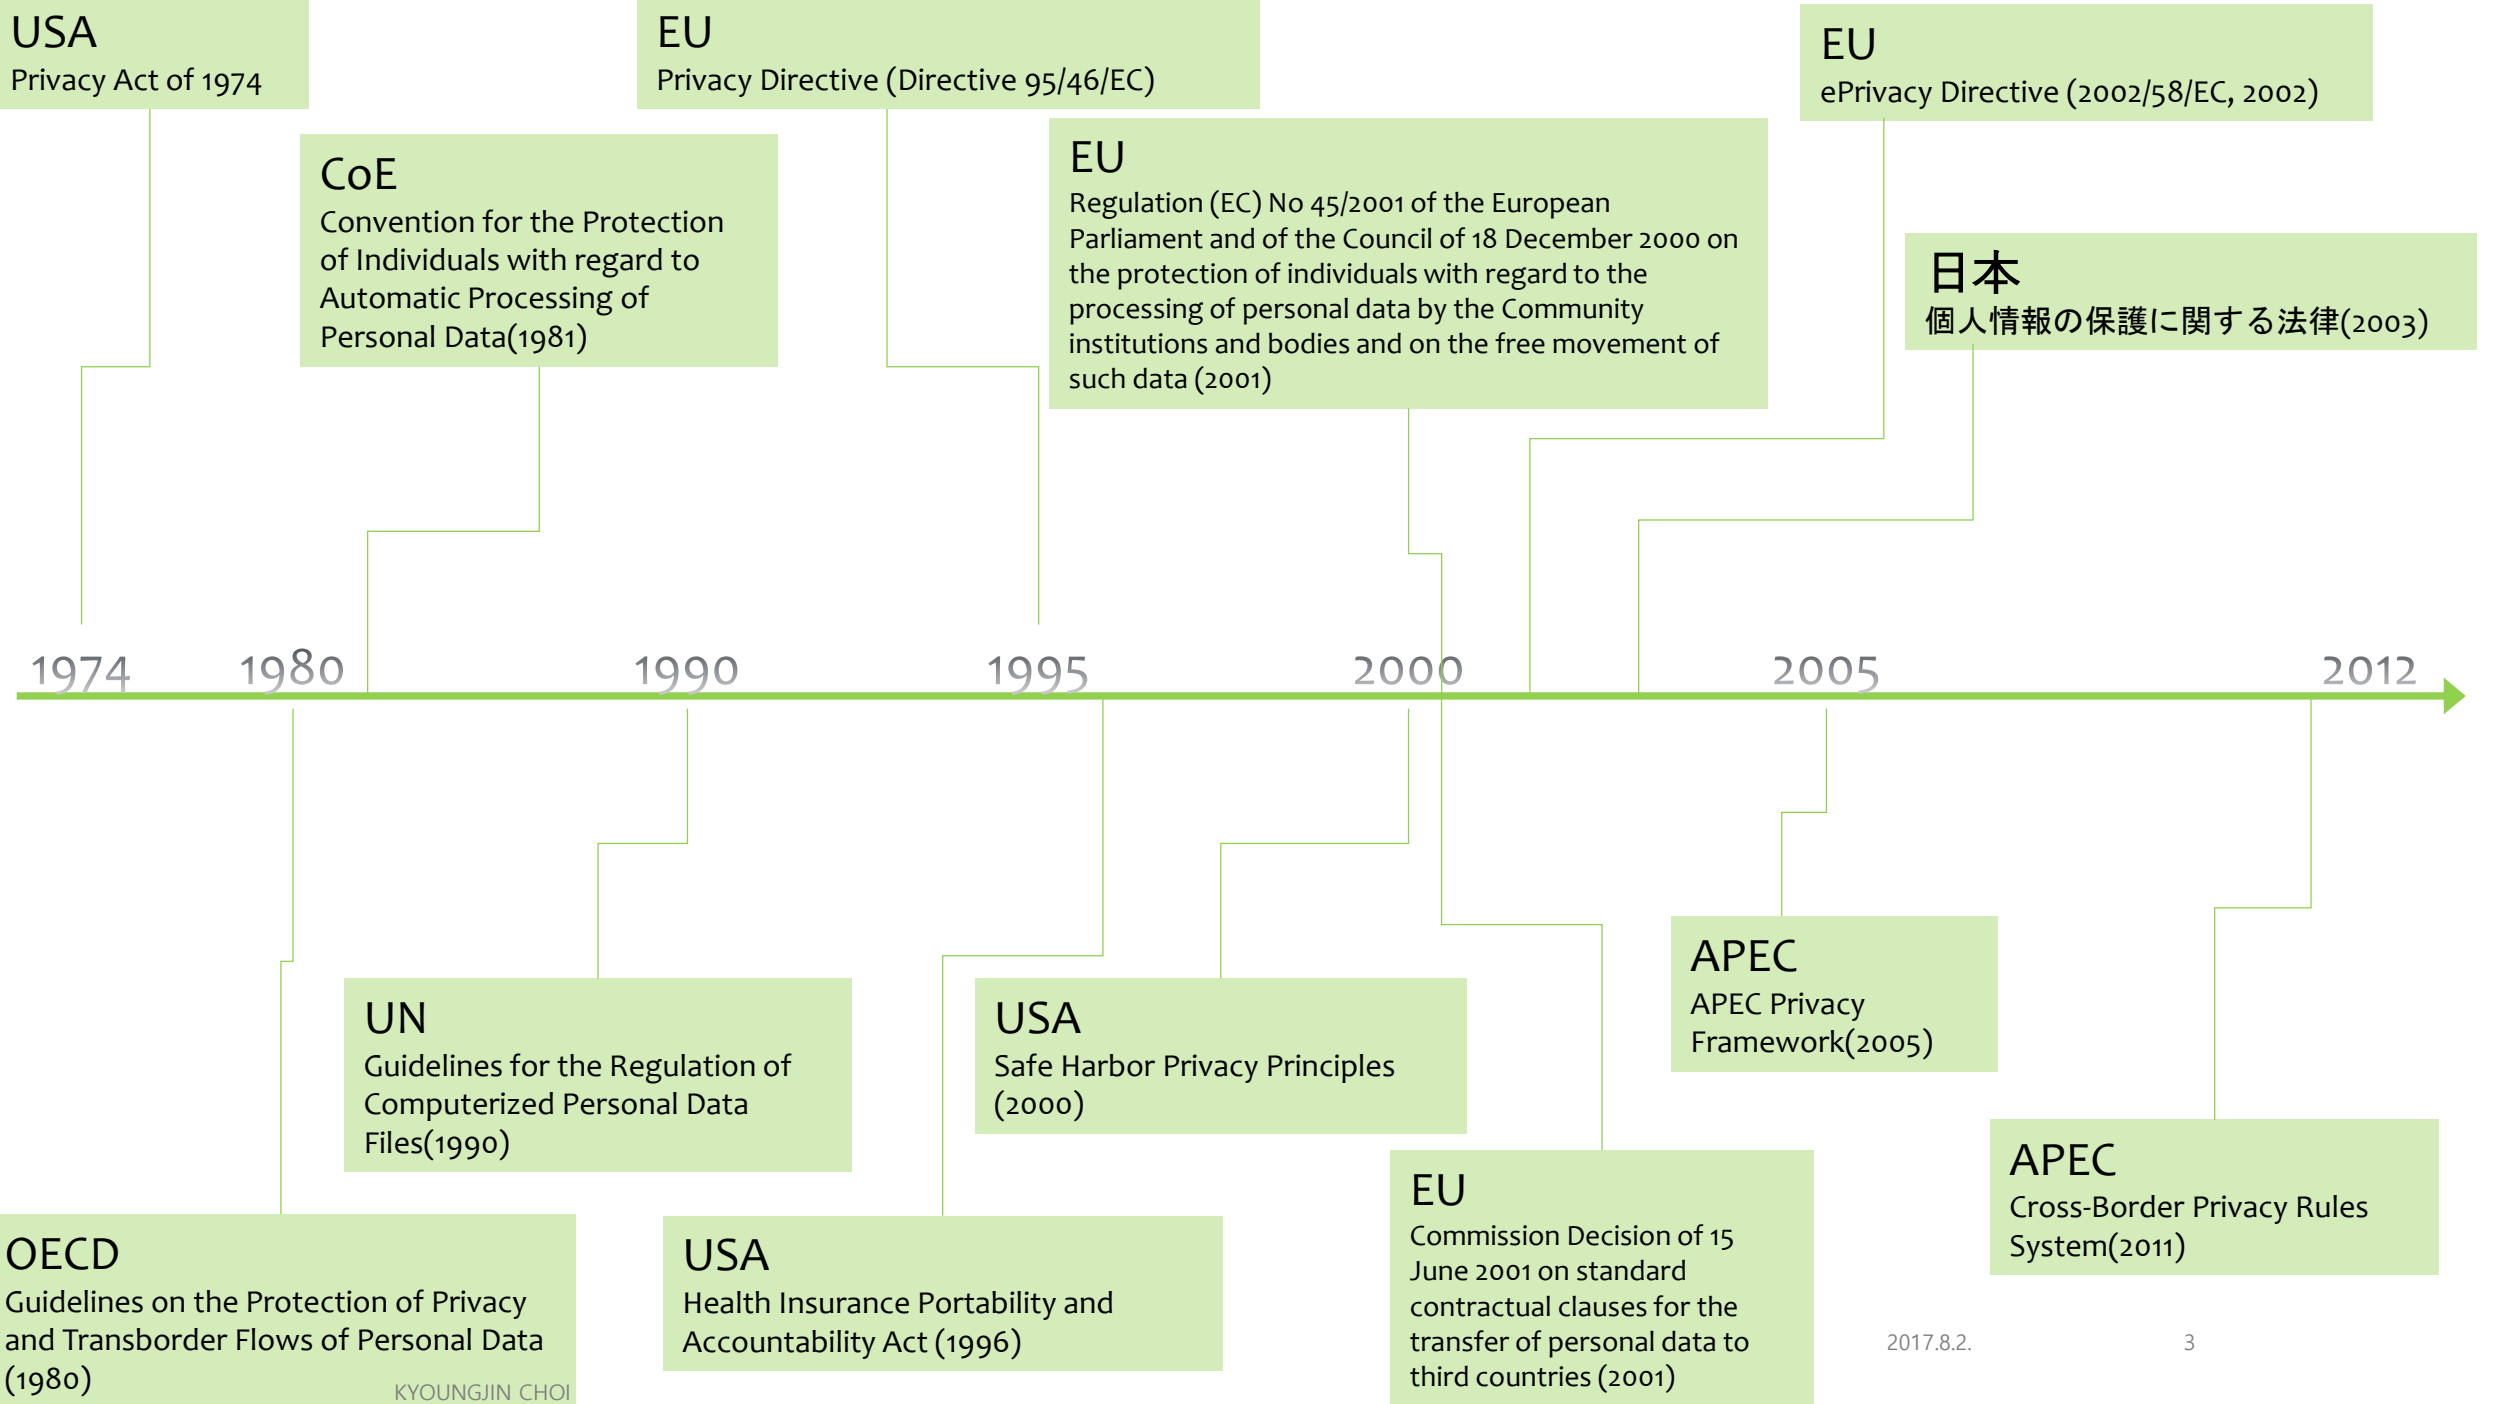 USA
Privacy Act of 1974
EU
Privacy Directive (Directive 95/46/EC)
EU
ePrivacy Directive (2002/58/EC, 2002)
CoE
Convention for the Protection
of Individuals with regard to
Automatic Processing of
Personal Data(1981)
EU
Regulation (EC) No 45/2001 of the European
Parliament and of the Council of 18 December 2000 on
the protection of individuals with regard to the
processing of personal data by the Community
institutions and bodies and on the free movement of
such data (2001)
日本
個人情報の保護に関する法律(2003)
1974
1980
1990
1995
2000
2005
2012
UN
Guidelines for the Regulation of
Computerized Personal Data
Files(1990)
USA
Safe Harbor Privacy Principles
(2000)
APEC
APEC Privacy
Framework(2005)
OECD
Guidelines on the Protection of Privacy
and Transborder Flows of Personal Data
(1980)
USA
Health Insurance Portability and
Accountability Act (1996)
EU
Commission Decision of 15
June 2001 on standard
contractual clauses for the
transfer of personal data to
third countries (2001)
APEC
Cross-Border Privacy Rules
System(2011)
KYOUNGJIN CHOI
2017.8.2.
3